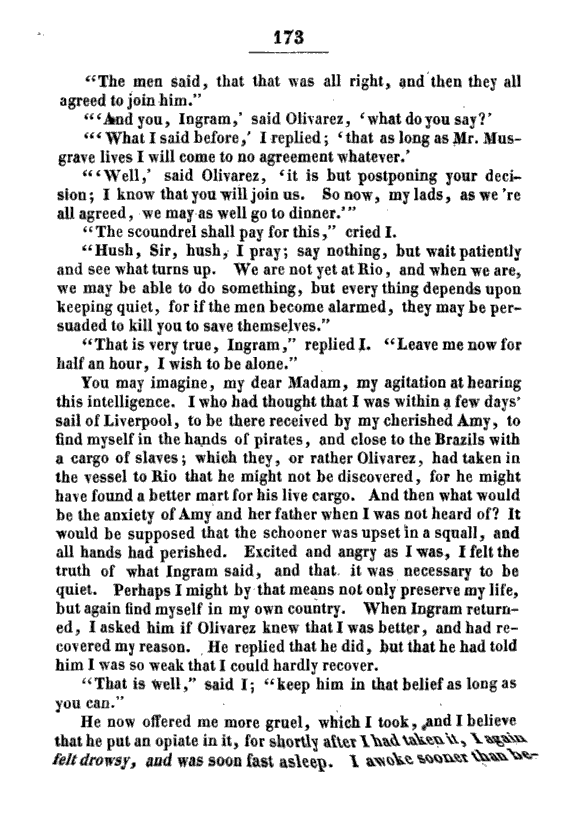 173
“The men said, that that was all right, and then they all
agreed to join him.”
“‘And you, Ingram,’ said Olivarez, ‘what do you say?’
“‘What I said before,’ I replied; ‘that as long as Mr. Mus-
grave lives I will come to no agreement whatever.’
“‘Well,’ said Olivarez, ‘it is but postponing your deci-
sion; I know that you will join us. So now, my lads, as we 're
all agreed, we may as well go to dinner.’”
“The scoundrel shall pay for this,” cried I.
“Hush, Sir, hush, I pray; say nothing, but wait patiently
and see what turns up. We are not yet at Rio, and when we are,
we may be able to do something, but every thing depends upon
keeping quiet, for if the men become alarmed, they may be per-
suaded to kill you to save themselves.”
“That is very true, Ingram,” replied I. “Leave me now for
half an hour, I wish to be alone.”
You may imagine, my dear Madam, my agitation at hearing
this intelligence. I who had thought that I was within a few days’
sail of Liverpool, to be there received by my cherished Amy, to
find myself in the hands of pirates, and close to the Brazils with
a cargo of slaves; which they, or rather Olivarez, had taken in
the vessel to Rio that he might not be discovered, for he might
have found a better mart for his live cargo. And then what would
be the anxiety of Amy and her father when I was not heard of? It
would be supposed that the schooner was upset in a squall, and
all hands had perished. Excited and angry as I was, I felt the
truth of what Ingram said, and that it was necessary to be
quiet. Perhaps I might by that means not only preserve my life,
but again find myself in my own country. When Ingram return-
ed, I asked him if Olivarez knew that I was better, and had re-
covered my reason. He replied that he did, but that he had told
him I was so weak that I could hardly recover.
“That is well,” said I; “keep him in that belief as long as
you can.”
He now offered me more gruel, which I took, and I believe
that he put an opiate in it, for shortly after I had taken it, I again
felt drowsy, and was soon fast asleep. I awoke sooner than be-